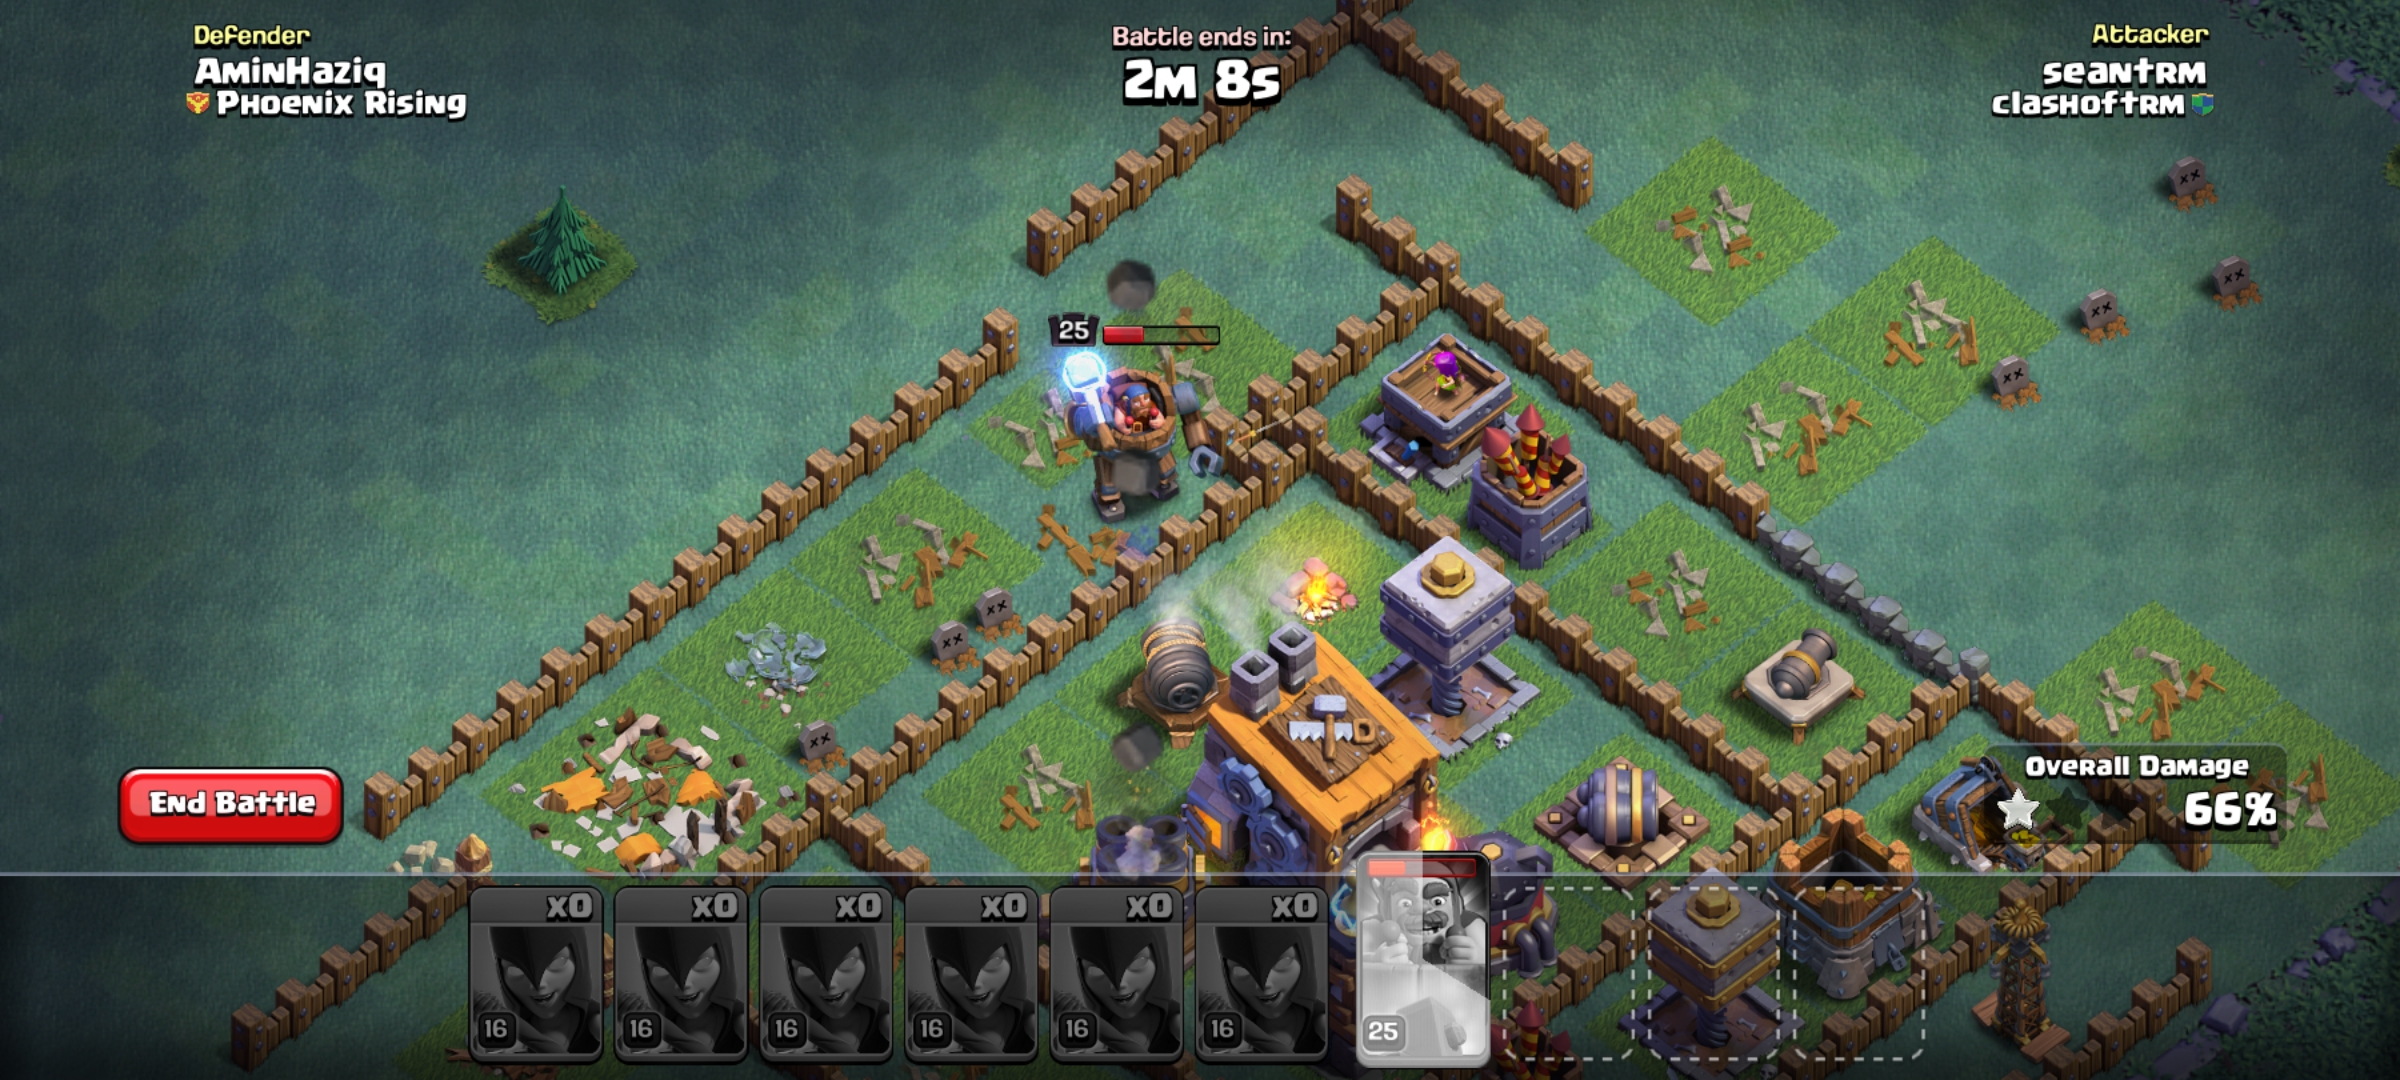 Defender
AminHaziq
Phoenix Rising
Battle ends in:
2M 8s
Attacker
seantRM
clashoftRM
25
End Battle
Overall Damage
66%
x0
x0
x0
x0
x0
x0
16
16
16
16
16
16
25